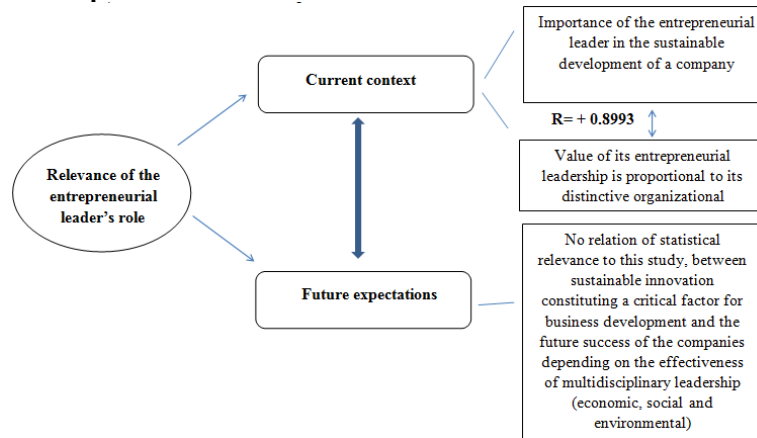 Relevance of the
entrepreneurial
leader's role
Current context
Future expectations
Importance of the entrepreneurial
leader in the sustainable
development of a company
R= + 0.8993
Value of its entrepreneurial
leadership is proportional to its
distinctive organizational
No relation of statistical
relevance to this study, between
sustainable innovation
constituting a critical factor for
business development and the
future success of the companies
depending on the effectiveness
of multidisciplinary leadership
(economic, social and
environmental)